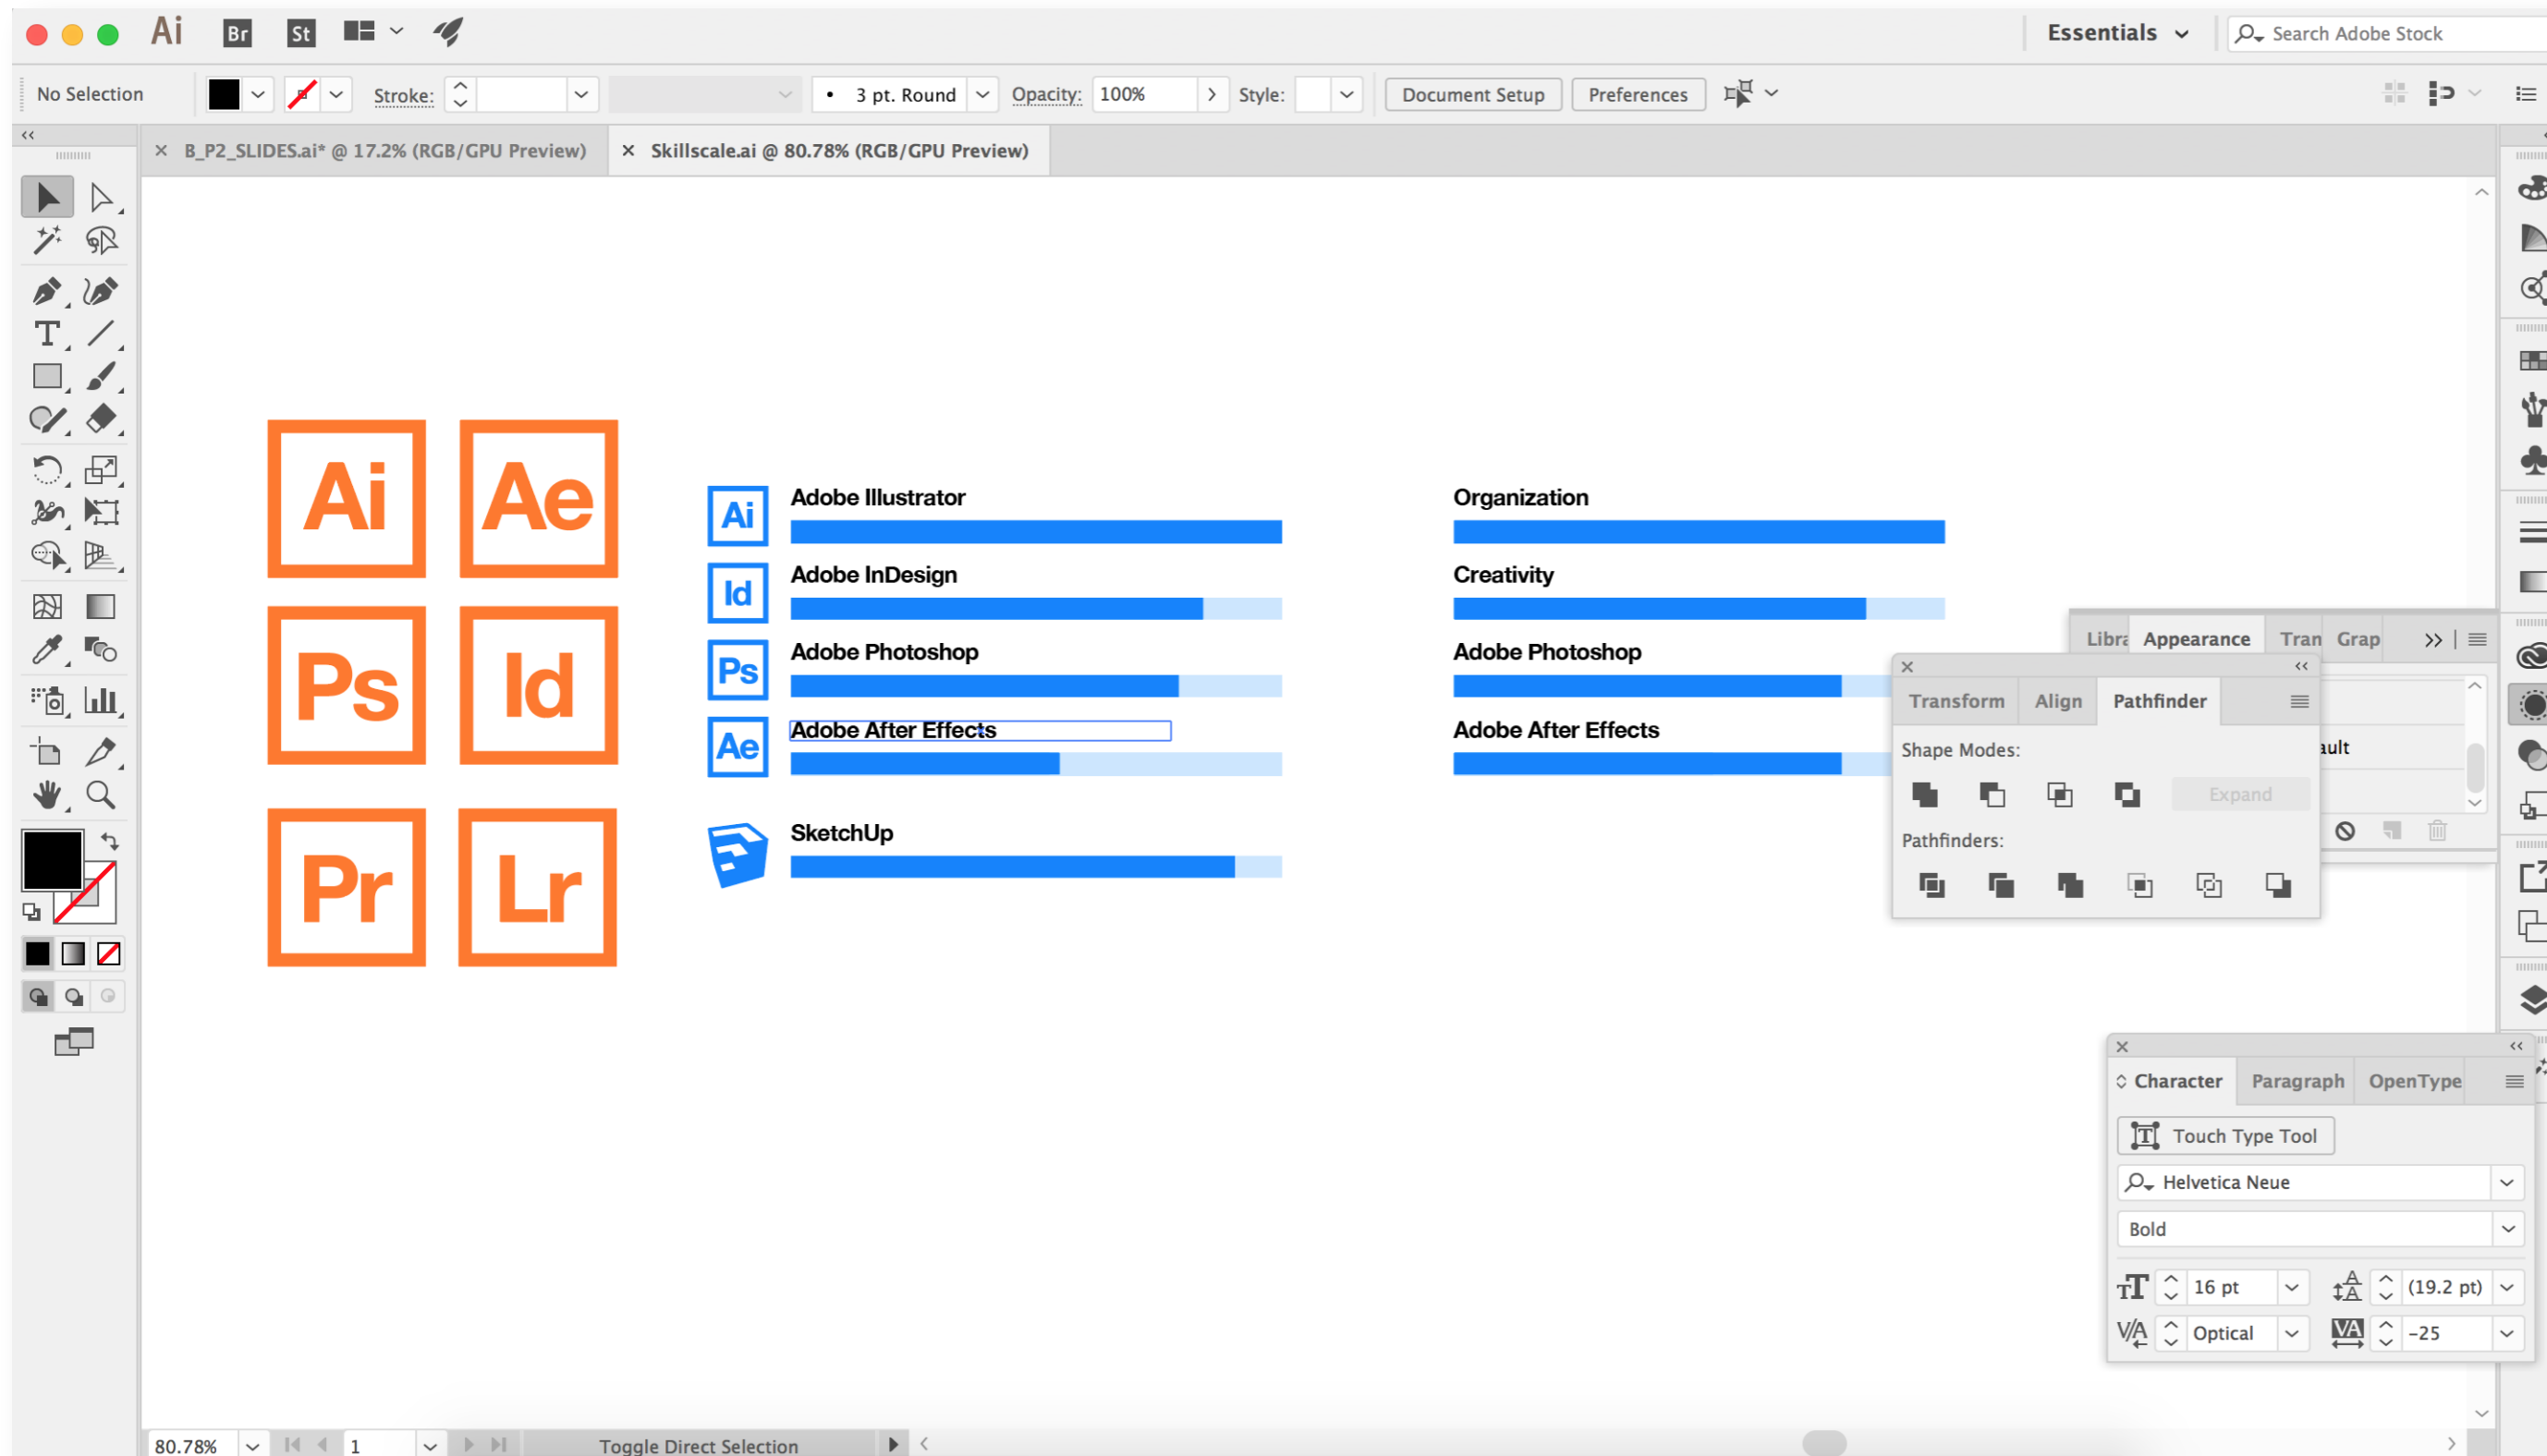 Ai Br St Essentials Search Adobe Stock
No Selection Stroke: 3 pt. Round Opacity: 100% Style: Document Setup Preferences
B_P2_SLIDES.ai* @ 17.2% (RGB/GPU Preview) Skillscale.ai @ 80.78% (RGB/GPU Preview)
Ai Ae
Ps Id
Pr Lr
Ai Adobe Illustrator
Id Adobe InDesign
Ps Adobe Photoshop
Ae Adobe After Effects
SketchUp
Organization
Creativity
Adobe Photoshop
Adobe After Effects
Libra Appearance Tran Grap
ault
Transform Align Pathfinder
Shape Modes:
Expand
Pathfinders:
Character Paragraph OpenType
Touch Type Tool
Helvetica Neue
Bold
16 pt (19.2 pt)
Optical -25
80.78% 1 Toggle Direct Selection